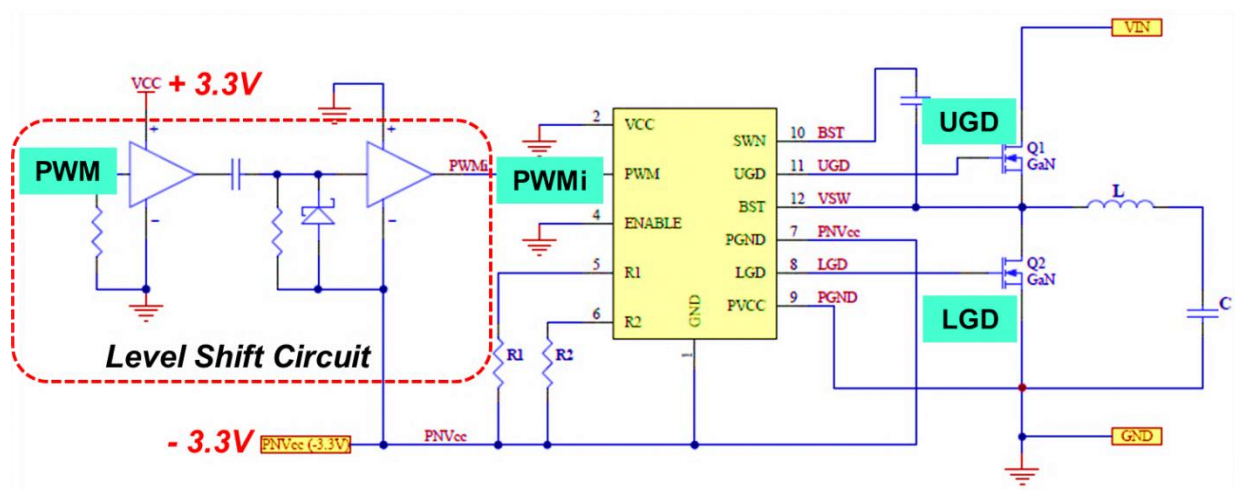 VCC + 3.3V
PWM
+
-
Level Shift Circuit
+
-
PWMi
PWMi
2 VCC
PWM
4 ENABLE
5 R1
6 R2
R1
R2
SWN 10 BST
UGD 11 UGD
BST 12 VSW
PGND 7 PNVcc
LGD 8 LGD
PVCC 9 PGND
GND
1
UGD
LGD
VIN
Q1
GaN
L
Q2
GaN
C
GND
- 3.3V PNVcc (-3.3V) PNVcc